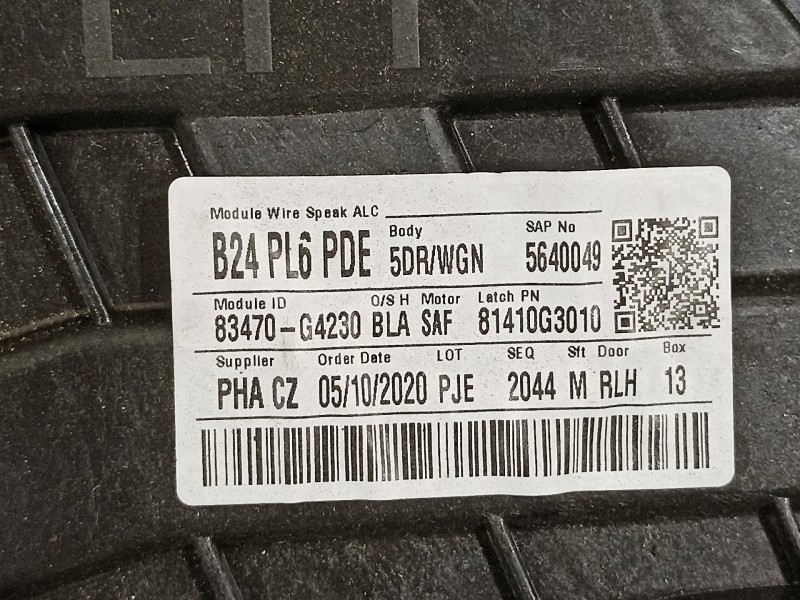 Module Wire Speak ALC
Body SAP No
B24 PL6 PDE 5DR/WGN 5640049
Module ID O/S H Motor Latch PN
83470-G4230 BLA SAF 81410G3010
Supplier Order Date LOT SEQ Sft Door Box
PHA CZ 05/10/2020 PJE 2044 M RLH 13